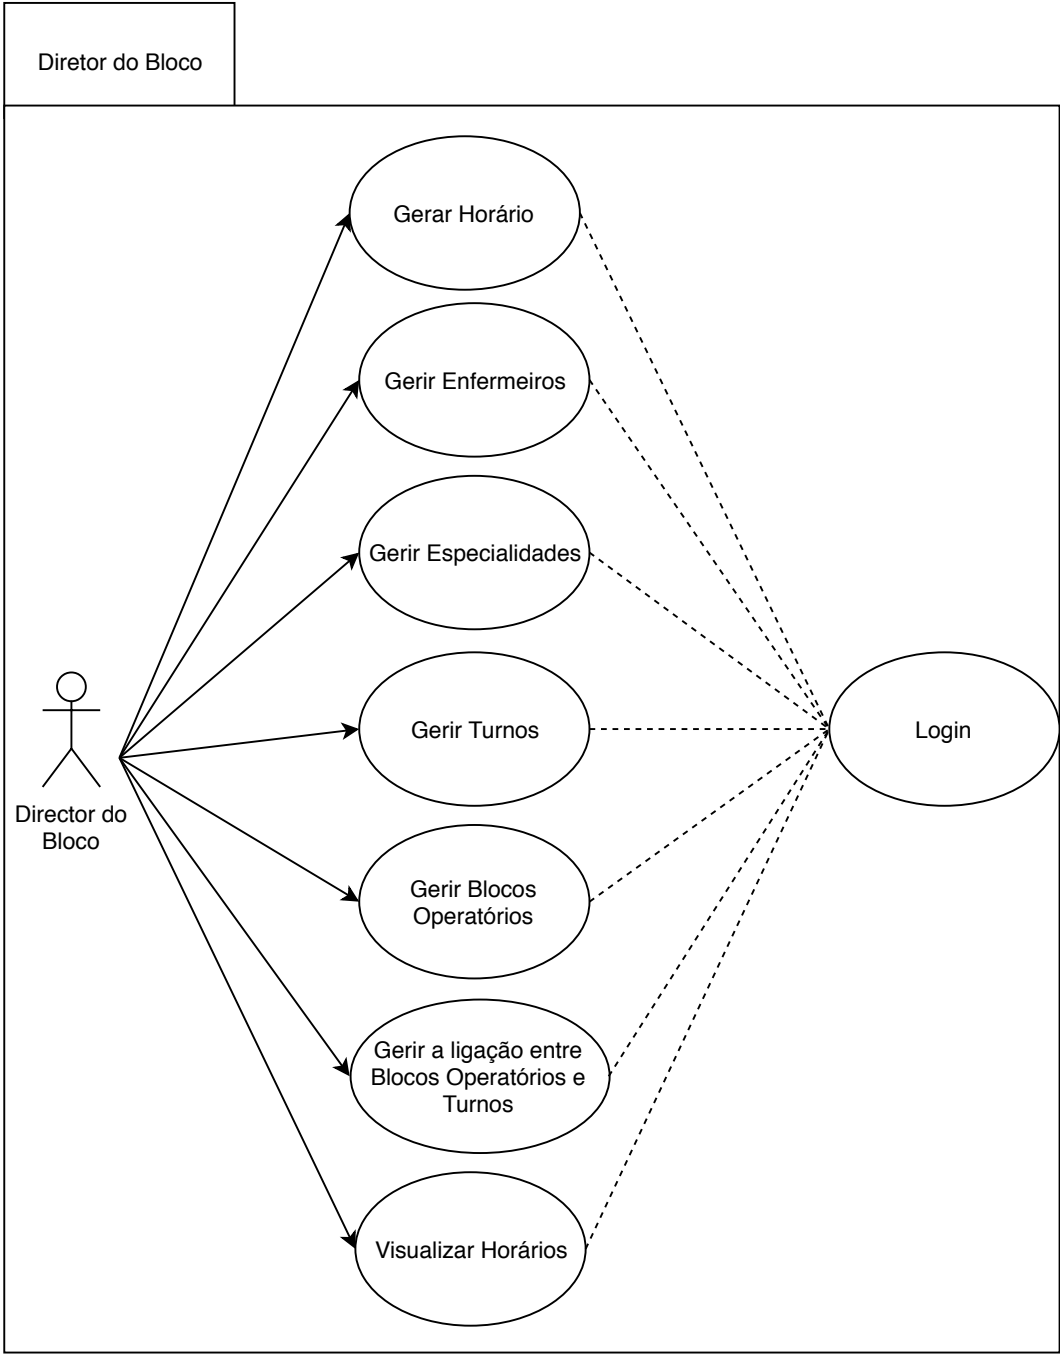 Diretor do Bloco
Gerar Horário
Gerir Enfermeiros
Gerir Especialidades
Gerir Turnos
Login
Director do
Bloco
Gerir Blocos
Operatórios
Gerir a ligação entre
Blocos Operatórios e
Turnos
Visualizar Horários